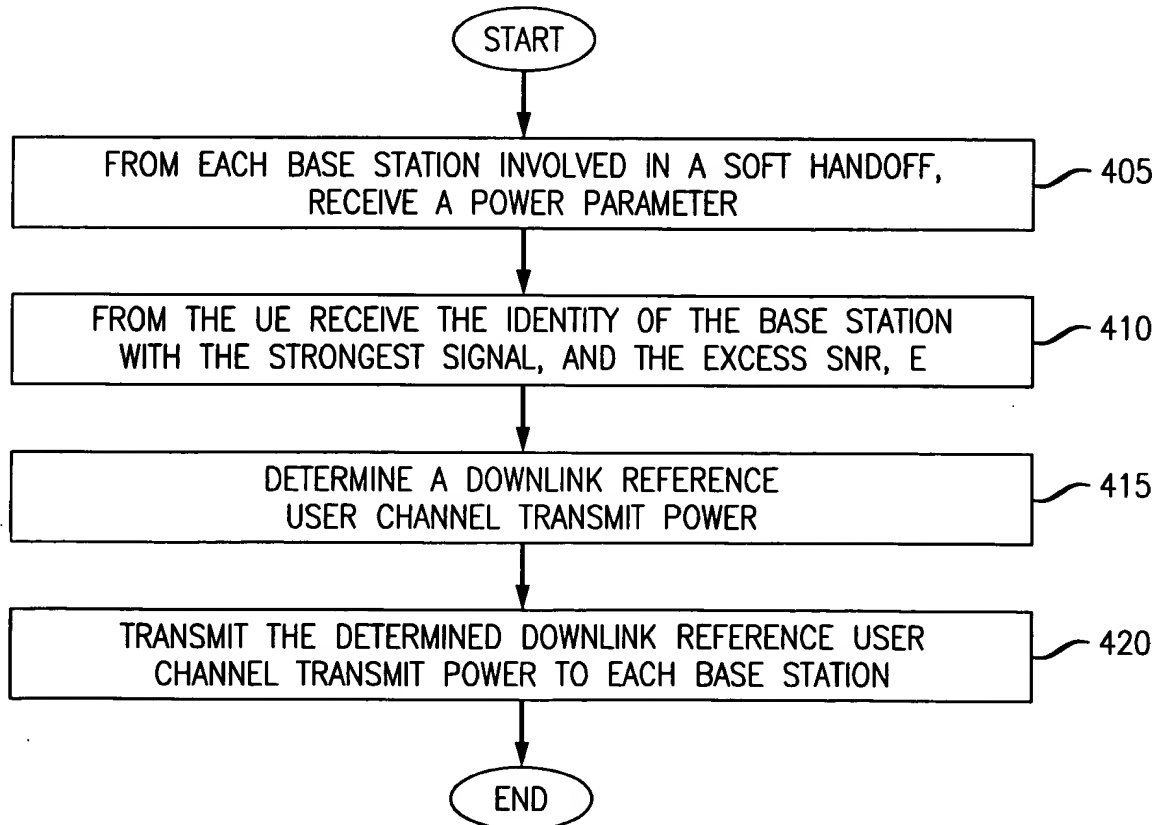 START
FROM EACH BASE STATION INVOLVED IN A SOFT HANDOFF,
RECEIVE A POWER PARAMETER
405
FROM THE UE RECEIVE THE IDENTITY OF THE BASE STATION
WITH THE STRONGEST SIGNAL, AND THE EXCESS SNR, E
410
DETERMINE A DOWNLINK REFERENCE
USER CHANNEL TRANSMIT POWER
415
TRANSMIT THE DETERMINED DOWNLINK REFERENCE USER
CHANNEL TRANSMIT POWER TO EACH BASE STATION
420
END